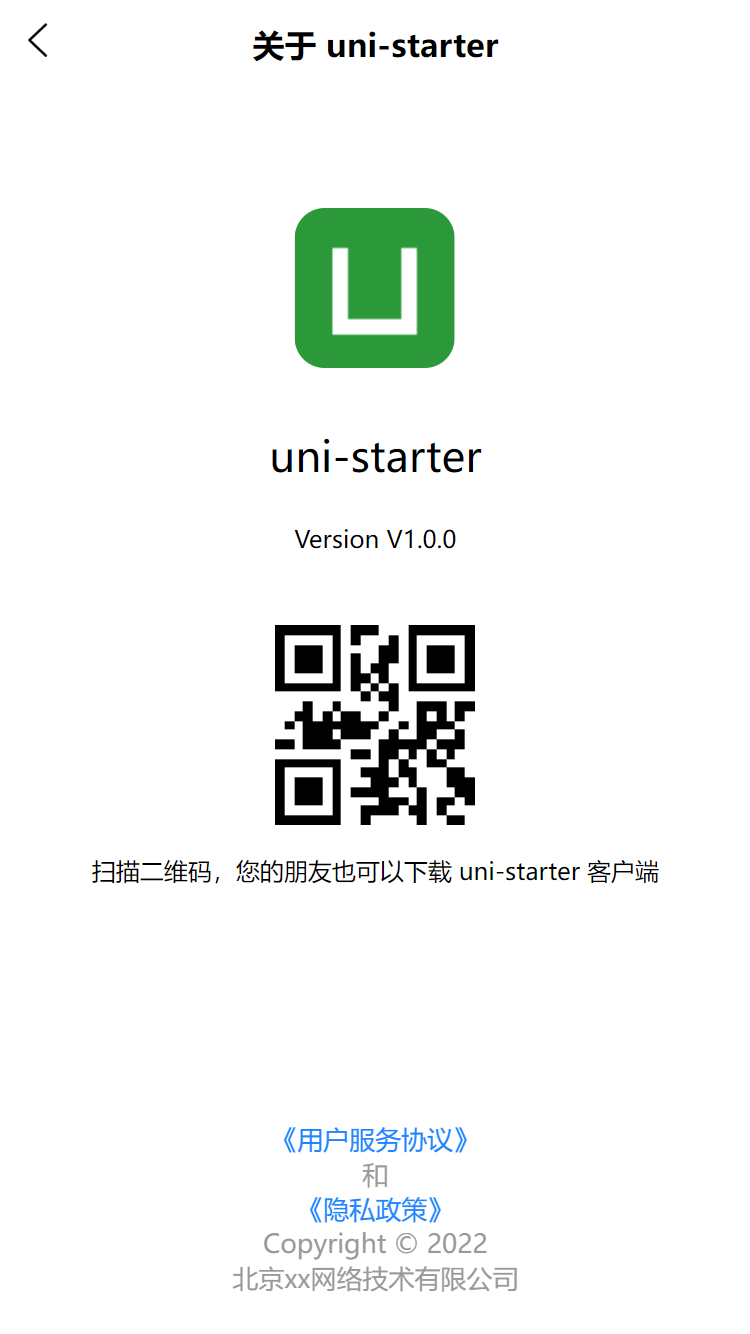 关于 uni-starter
uni-starter
Version V1.0.0
扫描二维码，您的朋友也可以下载 uni-starter 客户端
《用户服务协议》
和
《隐私政策》
Copyright © 2022
北京xx网络技术有限公司